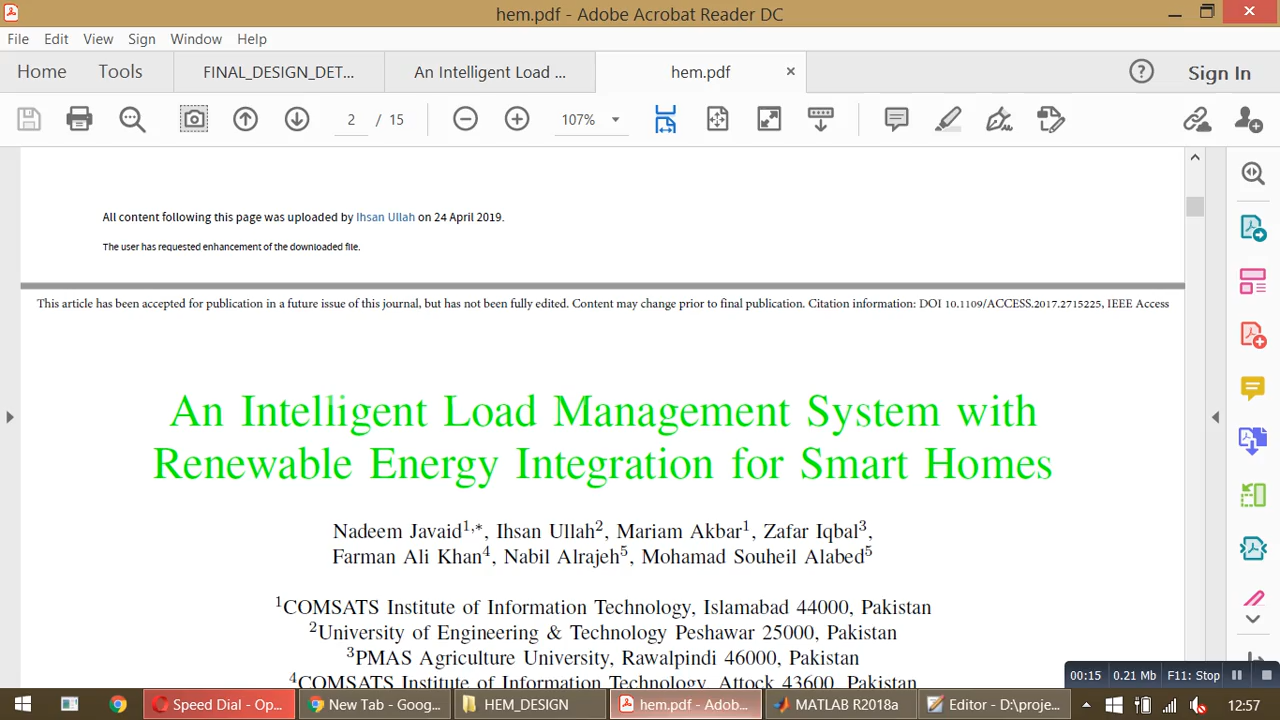 hem.pdf - Adobe Acrobat Reader DC
File Edit View Sign Window Help
Home Tools FINAL_DESIGN_DET... An Intelligent Load ... hem.pdf × ? Sign In
2 / 15 107%
All content following this page was uploaded by Ihsan Ullah on 24 April 2019.
The user has requested enhancement of the downloaded file.
This article has been accepted for publication in a future issue of this journal, but has not been fully edited. Content may change prior to final publication. Citation information: DOI 10.1109/ACCESS.2017.2715225, IEEE Access
An Intelligent Load Management System with
Renewable Energy Integration for Smart Homes
Nadeem Javaid1,*, Ihsan Ullah2, Mariam Akbar1, Zafar Iqbal3,
Farman Ali Khan4, Nabil Alrajeh5, Mohamad Souheil Alabed5
1COMSATS Institute of Information Technology, Islamabad 44000, Pakistan
2University of Engineering & Technology Peshawar 25000, Pakistan
3PMAS Agriculture University, Rawalpindi 46000, Pakistan
4COMSATS Institute of Information Technology, Attock 43600, Pakistan
00:15 0.21 Mb F11: Stop
Speed Dial - Op... New Tab - Goog... HEM_DESIGN hem.pdf - Adobe... MATLAB R2018a Editor - D:\proje... 12:57